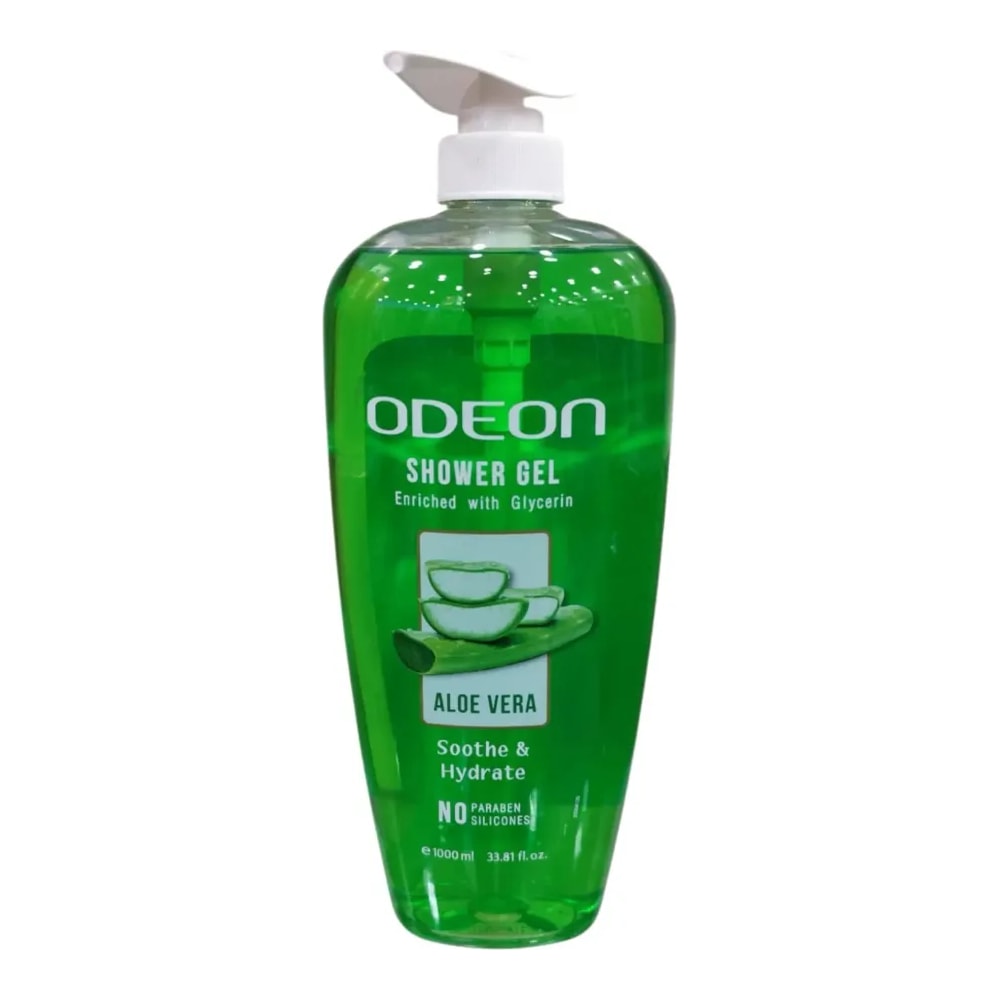 ODEON
SHOWER GEL
Enriched with Glycerin
ALOE VERA
Soothe &
Hydrate
NO PARABEN
SILICONES
℮ 1000 ml 33.81 fl. oz.